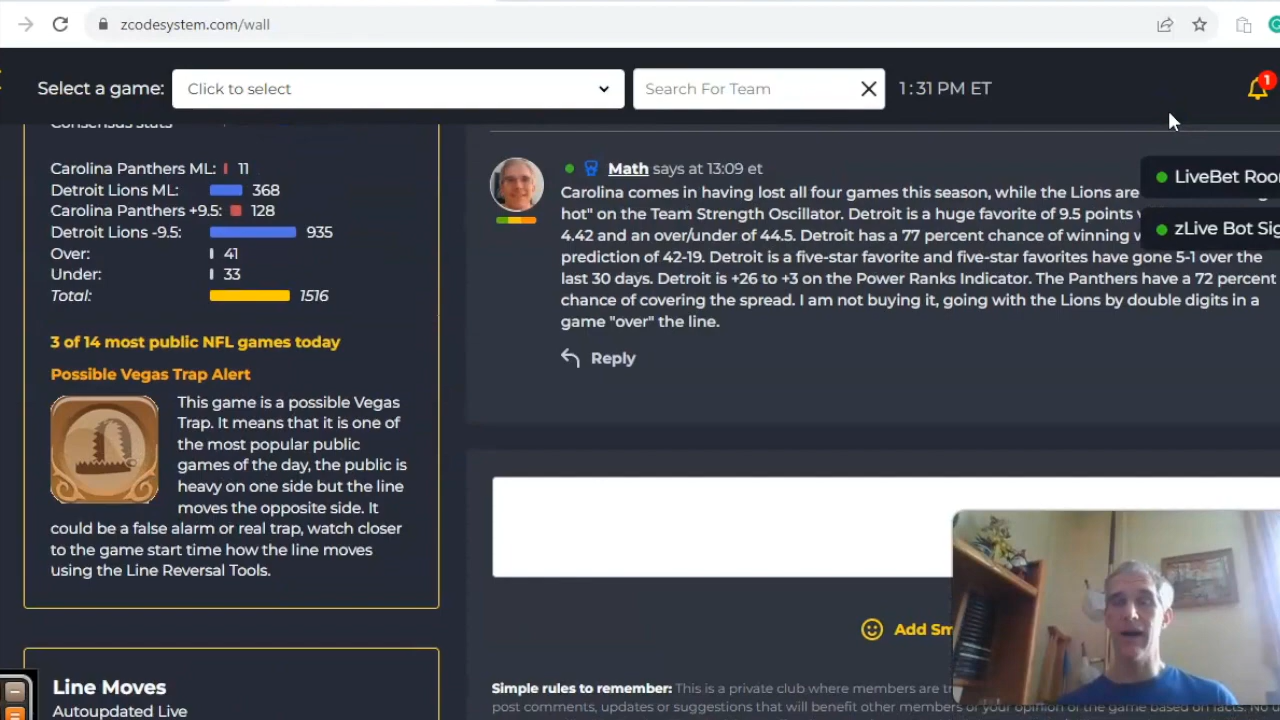 zcodesystem.com/wall
Select a game:
Click to select
Search For Team
1:31 PM ET
1
Consensus stats
Carolina Panthers ML: 11
Detroit Lions ML: 368
Carolina Panthers +9.5: 128
Detroit Lions -9.5: 935
Over: 41
Under: 33
Total: 1516
3 of 14 most public NFL games today
Possible Vegas Trap Alert
This game is a possible Vegas
Trap. It means that it is one of
the most popular public
games of the day, the public is
heavy on one side but the line
moves the opposite side. It
could be a false alarm or real trap, watch closer
to the game start time how the line moves
using the Line Reversal Tools.
Line Moves
Autoupdated Live
Math says at 13:09 et
Carolina comes in having lost all four games this season, while the Lions are
hot" on the Team Strength Oscillator. Detroit is a huge favorite of 9.5 points
4.42 and an over/under of 44.5. Detroit has a 77 percent chance of winning
prediction of 42-19. Detroit is a five-star favorite and five-star favorites have gone 5-1 over the
last 30 days. Detroit is +26 to +3 on the Power Ranks Indicator. The Panthers have a 72 percent
chance of covering the spread. I am not buying it, going with the Lions by double digits in a
game "over" the line.
Reply
LiveBet Roo
zLive Bot Sig
Add Sm
Simple rules to remember: This is a private club where members are
post comments, updates or suggestions that will benefit other members